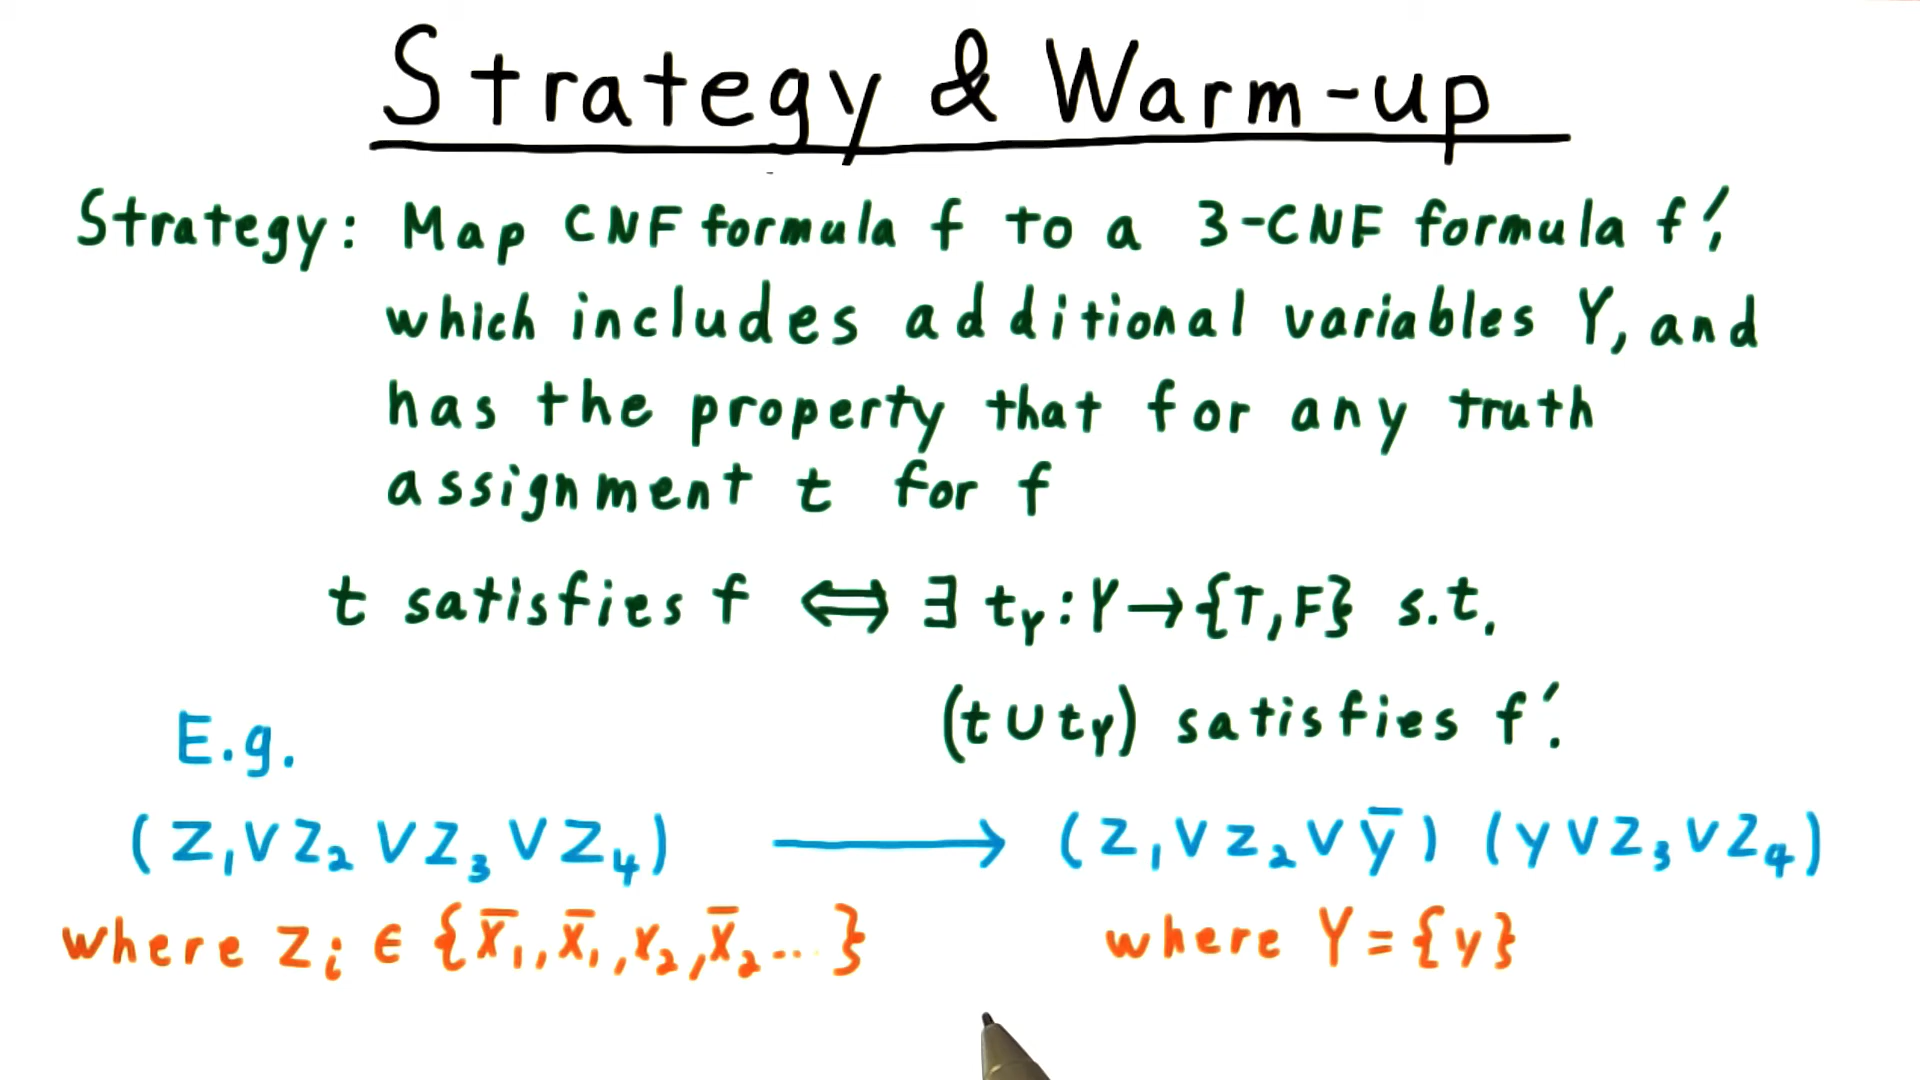 Strategy & Warm-up
Strategy: Map CNF formula f to a 3-CNF formula f',
which includes additional variables Y, and
has the property that for any truth
assignment t for f
t satisfies f ⟺ ∃ t_Y : Y → {T, F} s.t.
(t ∪ t_Y) satisfies f'.
E.g.
(Z₁ ∨ Z₂ ∨ Z₃ ∨ Z₄) ⟶ (Z₁ ∨ Z₂ ∨ y̅) (y ∨ Z₃ ∨ Z₄)
where Zᵢ ∈ {x̅₁, x̅₁, x₂, x̅₂ ...} where Y = {y}